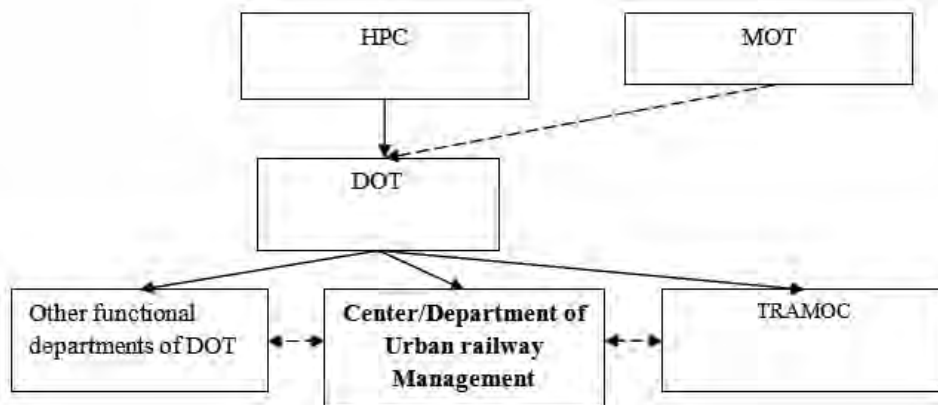 HPC
MOT
DOT
Other functional
departments of DOT
Center/Department of
Urban railway
Management
TRAMOC